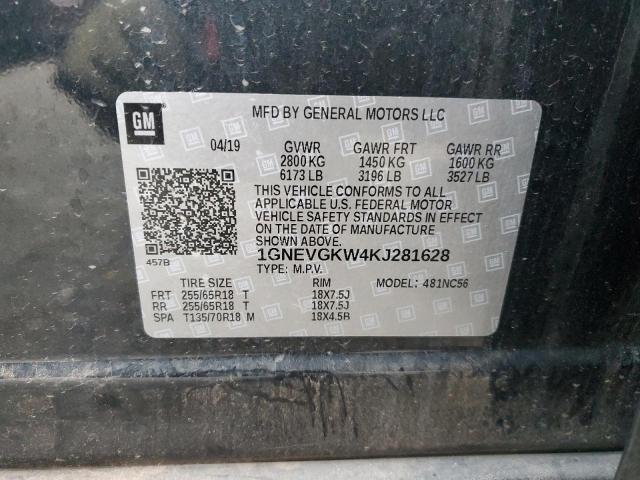 GM
MFD BY GENERAL MOTORS LLC
04/19 GVWR GAWR FRT GAWR RR
2800 KG 1450 KG 1600 KG
6173 LB 3196 LB 3527 LB
THIS VEHICLE CONFORMS TO ALL
APPLICABLE U.S. FEDERAL MOTOR
VEHICLE SAFETY STANDARDS IN EFFECT
ON THE DATE OF MANUFACTURE
SHOWN ABOVE.
457B 1GNEVGKW4KJ281628
TYPE: M.P.V.
TIRE SIZE RIM MODEL: 481NC56
FRT 255/65R18 T 18X7.5J
RR 255/65R18 T 18X7.5J
SPA T135/70R18 M 18X4.5B